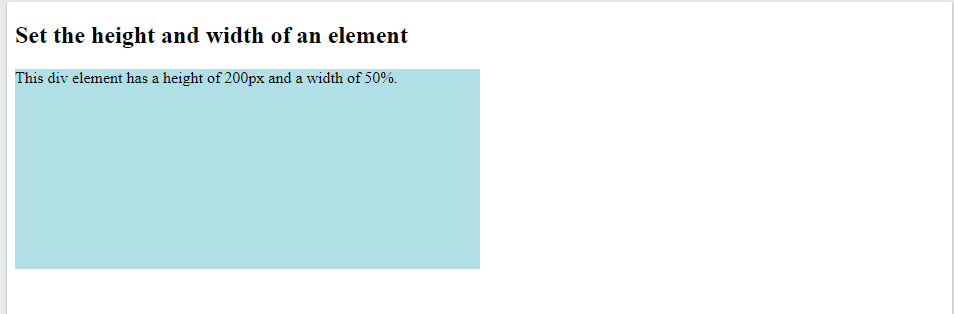 Set the height and width of an element
This div element has a height of 200px and a width of 50%.